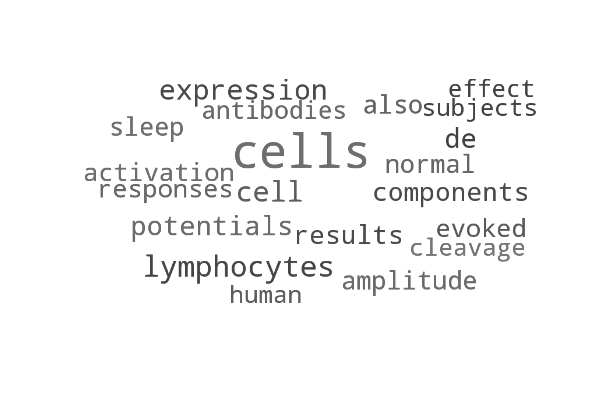 expression effect
antibodies also subjects
sleep de
cells normal
activation
responses cell components
potentials results evoked
cleavage
lymphocytes amplitude
human